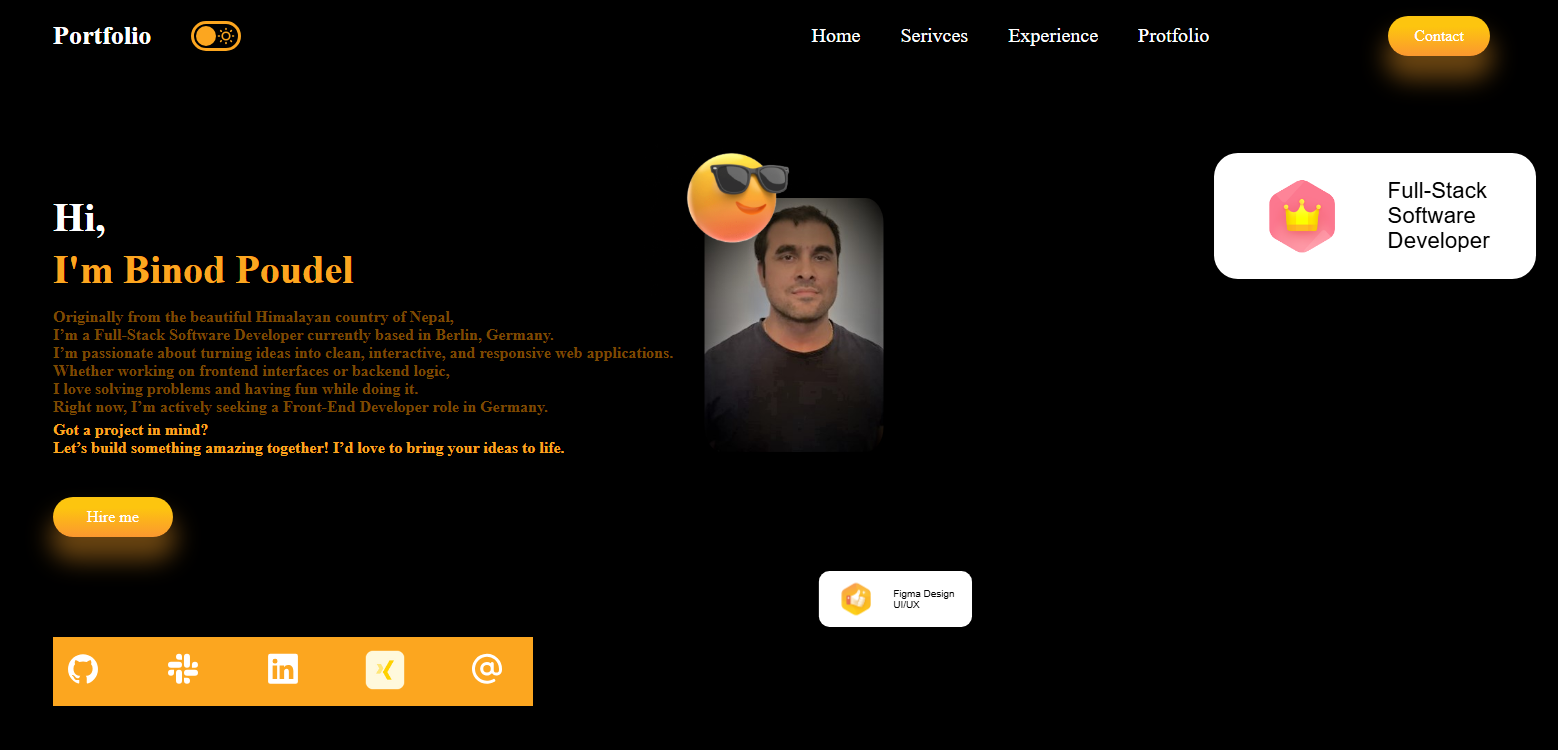 Portfolio
Home
Serivces
Experience
Protfolio
Contact
Hi,
I'm Binod Poudel
Originally from the beautiful Himalayan country of Nepal,
I’m a Full-Stack Software Developer currently based in Berlin, Germany.
I’m passionate about turning ideas into clean, interactive, and responsive web applications.
Whether working on frontend interfaces or backend logic,
I love solving problems and having fun while doing it.
Right now, I’m actively seeking a Front-End Developer role in Germany.
Got a project in mind?
Let’s build something amazing together! I’d love to bring your ideas to life.
Hire me
Full-Stack
Software
Developer
Figma Design
UI/UX